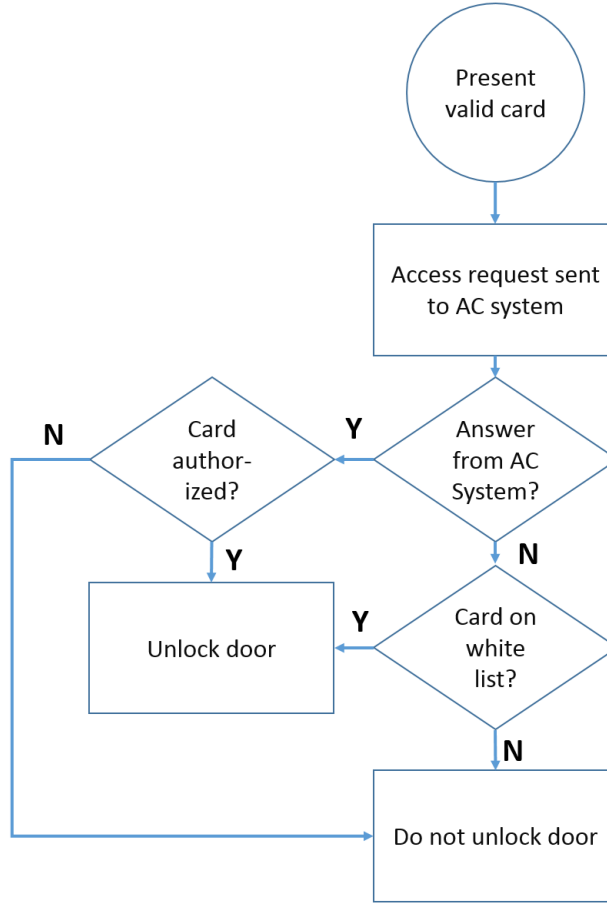 Present
valid card
Access request sent
to AC system
N
Card
author-
ized?
Y
Answer
from AC
System?
Y
N
Unlock door
Y
Card on
white
list?
N
Do not unlock door